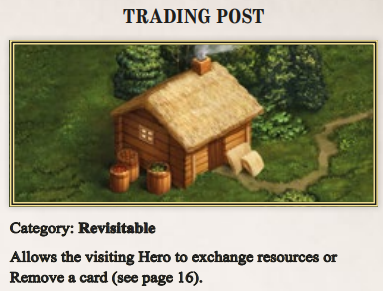 TRADING POST
Category: Revisitable
Allows the visiting Hero to exchange resources or
Remove a card (see page 16).